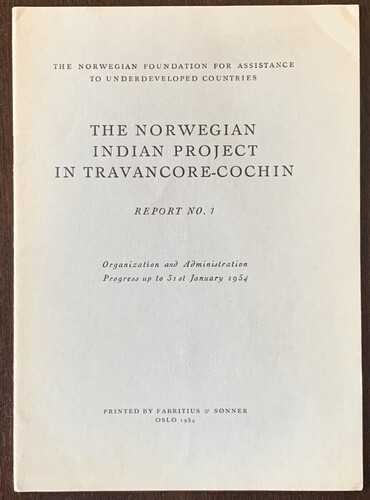 THE NORWEGIAN FOUNDATION FOR ASSISTANCE
TO UNDERDEVELOPED COUNTRIES
THE NORWEGIAN
INDIAN PROJECT
IN TRAVANCORE-COCHIN
REPORT NO. 1
Organization and Administration
Progress up to 31st January 1954
PRINTED BY FABRITIUS & SØNNER
OSLO 1954